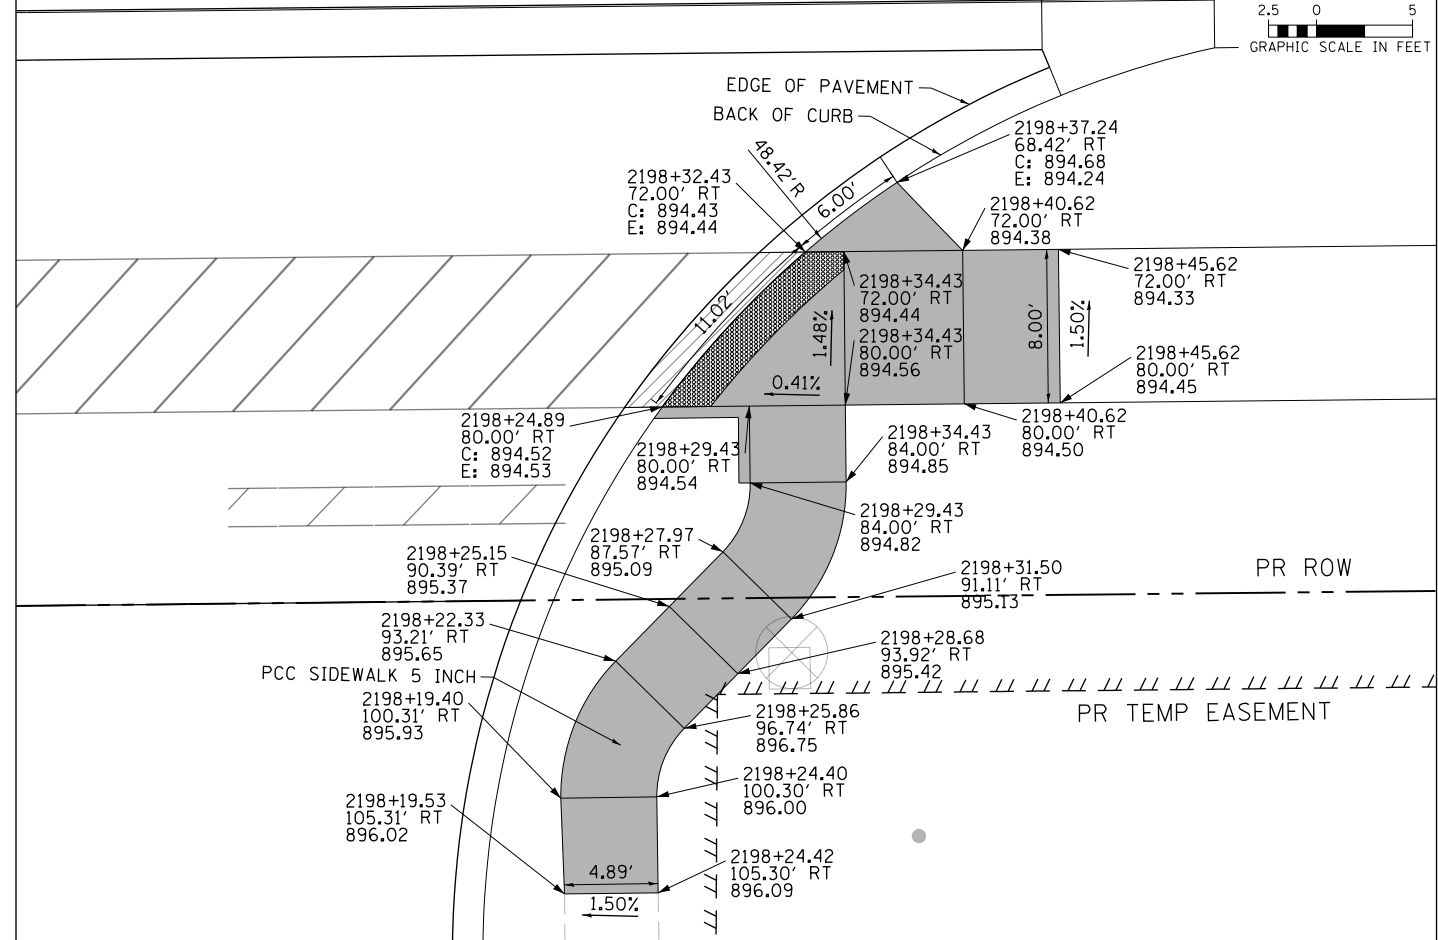 2.5 0 5
GRAPHIC SCALE IN FEET
EDGE OF PAVEMENT
BACK OF CURB
2198+37.24
68.42' RT
C: 894.68
E: 894.24
48.42'R
6.00'
2198+32.43
72.00' RT
C: 894.43
E: 894.44
2198+40.62
72.00' RT
894.38
2198+45.62
72.00' RT
894.33
2198+34.43
72.00' RT
894.44
11.02'
1.48%
8.00'
1.50%
2198+34.43
80.00' RT
894.56
0.41%
2198+45.62
80.00' RT
894.45
2198+24.89
80.00' RT
C: 894.52
E: 894.53
2198+29.43
80.00' RT
894.54
2198+34.43
84.00' RT
894.85
2198+40.62
80.00' RT
894.50
2198+29.43
84.00' RT
894.82
2198+27.97
87.57' RT
895.09
2198+25.15
90.39' RT
895.37
2198+31.50
91.11' RT
895.13
PR ROW
2198+22.33
93.21' RT
895.65
2198+28.68
93.92' RT
895.42
PCC SIDEWALK 5 INCH
2198+19.40
100.31' RT
895.93
2198+25.86
96.74' RT
896.75
PR TEMP EASEMENT
2198+24.40
100.30' RT
896.00
2198+19.53
105.31' RT
896.02
2198+24.42
105.30' RT
896.09
4.89'
1.50%